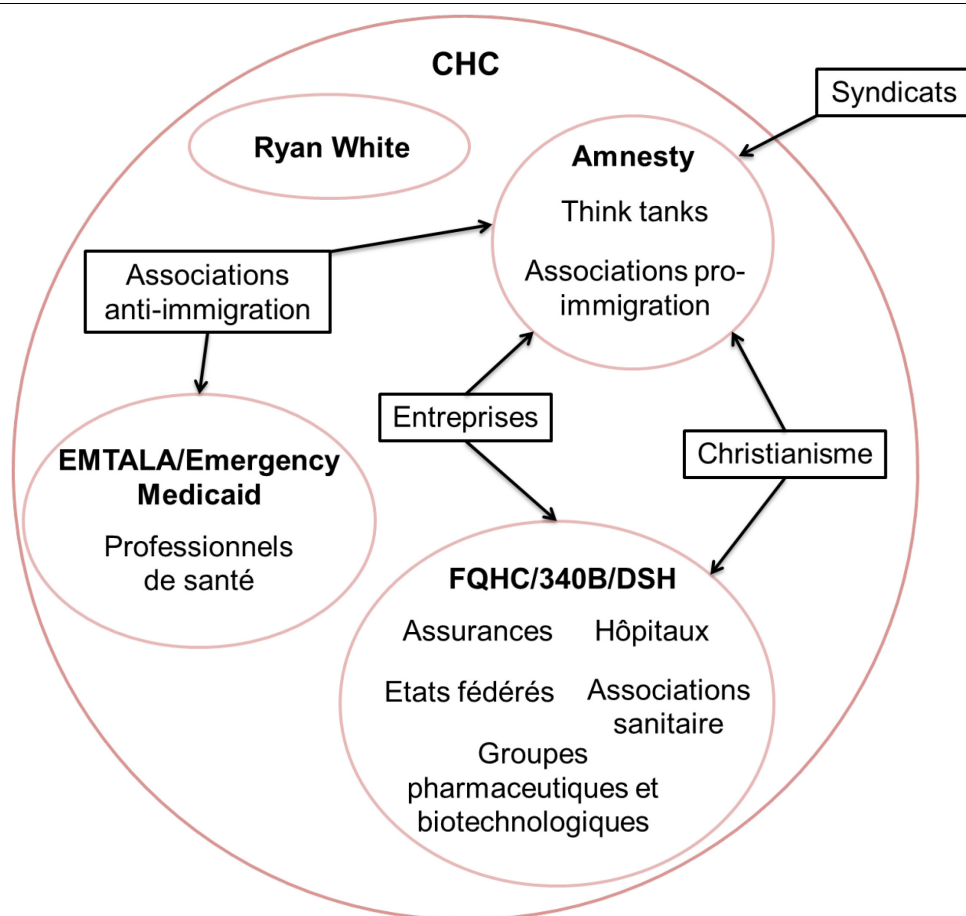 CHC
Syndicats
Ryan White
Amnesty
Think tanks
Associations pro-
immigration
Associations
anti-immigration
Entreprises
Christianisme
EMTALA/Emergency
Medicaid
Professionnels
de santé
FQHC/340B/DSH
Assurances
Hôpitaux
Etats fédérés
Associations
sanitaire
Groupes
pharmaceutiques et
biotechnologiques